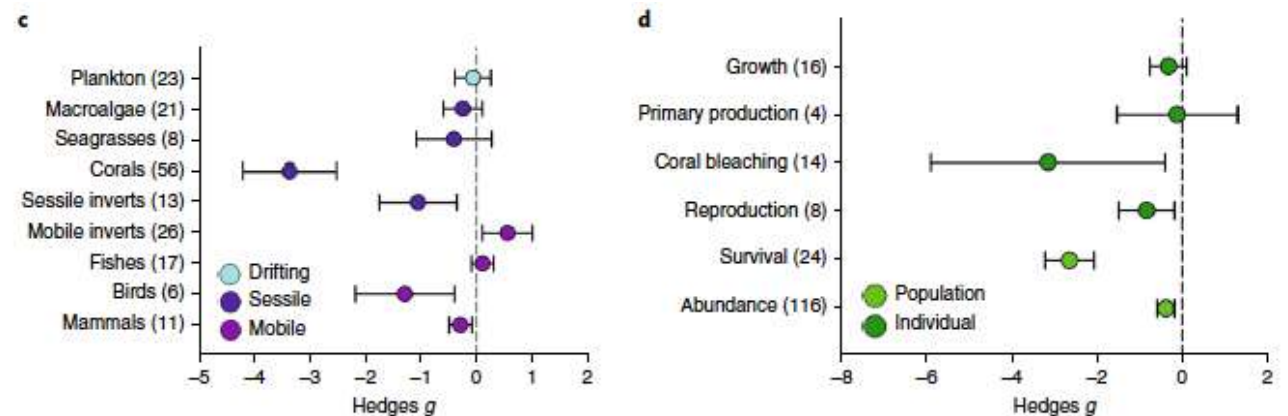 c
Plankton (23)
Macroalgae (21)
Seagrasses (8)
Corals (56)
Sessile inverts (13)
Mobile inverts (26)
Fishes (17)
Birds (6)
Mammals (11)
Drifting
Sessile
Mobile
–5 –4 –3 –2 –1 0 1 2
Hedges g
d
Growth (16)
Primary production (4)
Coral bleaching (14)
Reproduction (8)
Survival (24)
Abundance (116)
Population
Individual
–8 –6 –4 –2 0 2
Hedges g